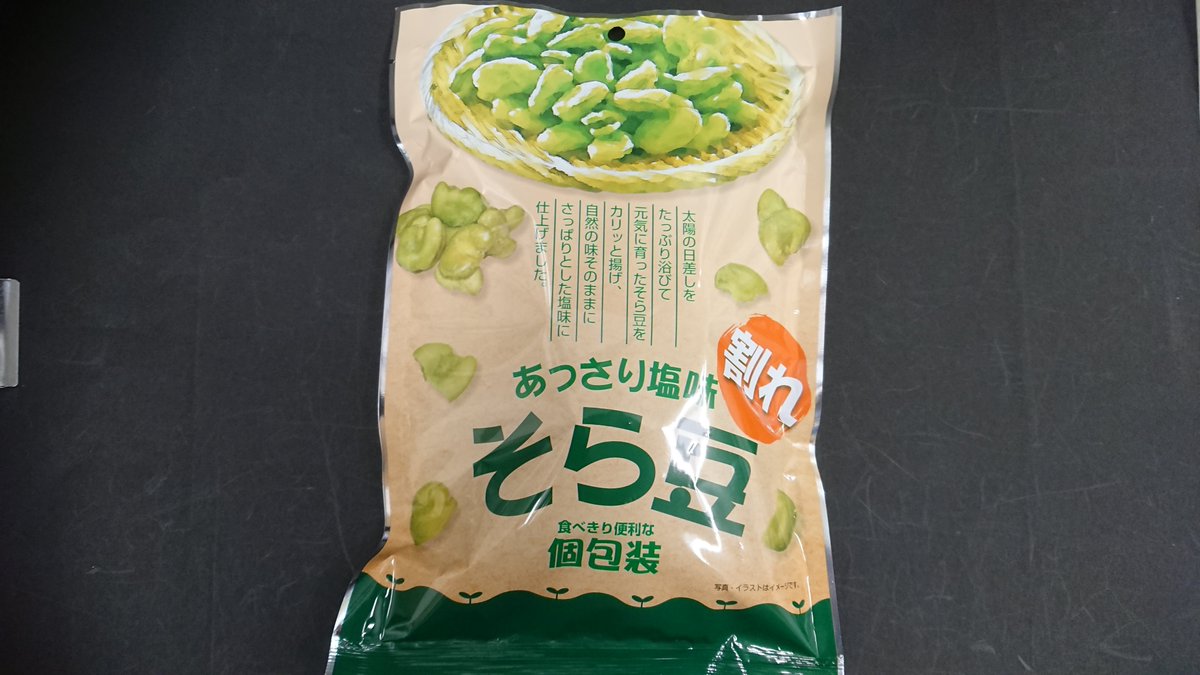 太陽の日差しを
たっぷり浴びて
元気に育ったそら豆を
カリッと揚げ、
自然の味そのままに
さっぱりとした塩味に
仕上げました。
あっさり塩味
割れ
そら豆
食べきり便利な
個包装
写真・イラストはイメージです。